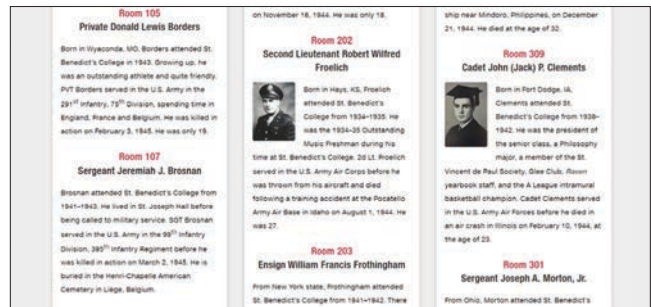 Room 105
Private Donald Lewis Borders
Born in Wyaconda, MO, Borders attended St.
Benedict's College in 1943. Growing up, he
was an outstanding athlete and quite friendly.
PVT Borders served in the U.S. Army in the
291st Infantry, 75th Division, spending time in
England, France and Belgium. He was killed in
action on February 3, 1945. He was only 19.
Room 107
Sergeant Jeremiah J. Brosnan
Brosnan attended St. Benedict's College from
1941–1943. He lived in St. Joseph Hall before
being called to military service. SGT Brosnan
served in the U.S. Army in the 99th Infantry
Division, 395th Infantry Regiment before he
was killed in action on March 2, 1945. He is
buried in the Henri-Chapelle American
Cemetery in Liege, Belgium.
on November 18, 1944. He was only 18.
Room 202
Second Lieutenant Robert Wilfred
Froelich
Born in Hays, KS, Froelich
attended St. Benedict's
College from 1934–1935. He
was the 1934–35 Outstanding
Music Freshman during his
time at St. Benedict's College. 2d Lt. Froelich
served in the U.S. Army Air Corps before he
was thrown from his aircraft and died
following a training accident at the Pocatello
Army Air Base in Idaho on August 1, 1944. He
was 27.
Room 203
Ensign William Francis Frothingham
From New York state, Frothingham attended
St. Benedict's College from 1941–1942. There
ship near Mindoro, Philippines, on December
21, 1944. He died at the age of 32.
Room 309
Cadet John (Jack) P. Clements
Born in Fort Dodge, IA,
Clements attended St.
Benedict's College from 1938–
1942. He was the president of
the senior class, a Philosophy
major, a member of the St.
Vincent de Paul Society, Glee Club, Raven
yearbook staff, and the A League intramural
basketball champion. Cadet Clements served
in the U.S. Army Air Forces before he died in
an air crash in Illinois on February 10, 1944, at
the age of 23.
Room 301
Sergeant Joseph A. Morton, Jr.
From Ohio, Morton attended St. Benedict's